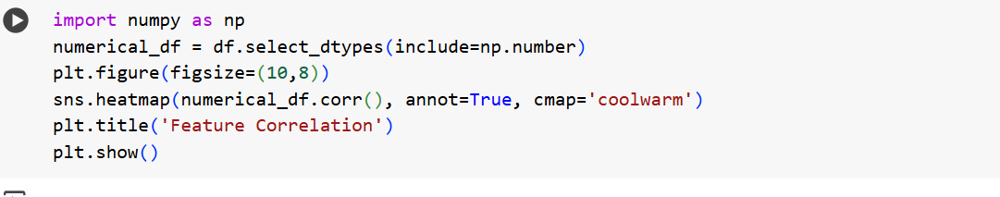 import numpy as np
numerical_df = df.select_dtypes(include=np.number)
plt.figure(figsize=(10,8))
sns.heatmap(numerical_df.corr(), annot=True, cmap='coolwarm')
plt.title('Feature Correlation')
plt.show()